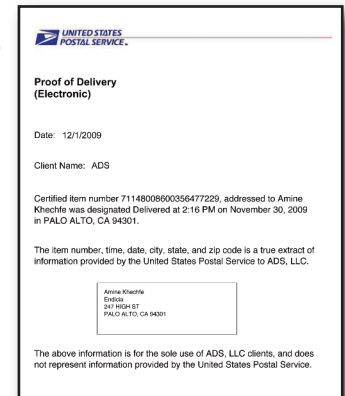 UNITED STATES
POSTAL SERVICE.
Proof of Delivery
(Electronic)
Date: 12/1/2009
Client Name: ADS
Certified item number 71148008600356477229, addressed to Amine
Khechfe was designated Delivered at 2:16 PM on November 30, 2009
in PALO ALTO, CA 94301.
The item number, time, date, city, state, and zip code is a true extract of
information provided by the United States Postal Service to ADS, LLC.
Amine Khechfe
Endicia
247 HIGH ST
PALO ALTO, CA 94301
The above information is for the sole use of ADS, LLC clients, and does
not represent information provided by the United States Postal Service.